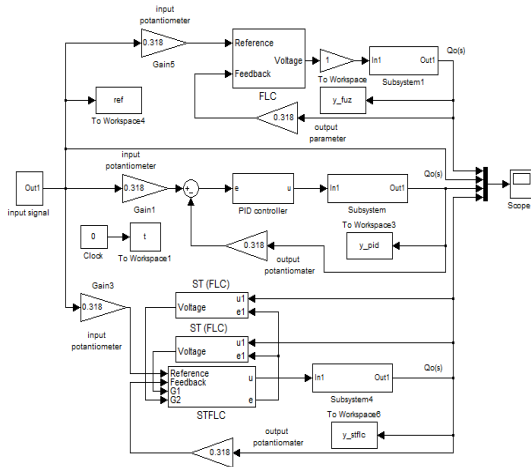 input
potantiometer
0.318
Gain5
Reference
Voltage
Feedback
FLC
1
To Workspace
In1
Out1
Subsystem1
Qo(s)
ref
To Workspace4
y_fuz
0.318
output
parameter
input
potantiometer
Out1
input signal
0.318
Gain1
+
-
e
u
PID controller
In1
Out1
Subsystem
Qo(s)
Scope
To Workspace3
y_pid
0
Clock
t
To Workspace1
0.318
output
potantiomater
Gain3
0.318
input
potantiometer
ST (FLC)
Voltage
u1
e1
ST (FLC)
Voltage
u1
e1
Reference
Feedback
G1
G2
u
e
STFLC
In1
Out1
Subsystem4
Qo(s)
To Workspace6
y_stflc
output
potantiometer
0.318